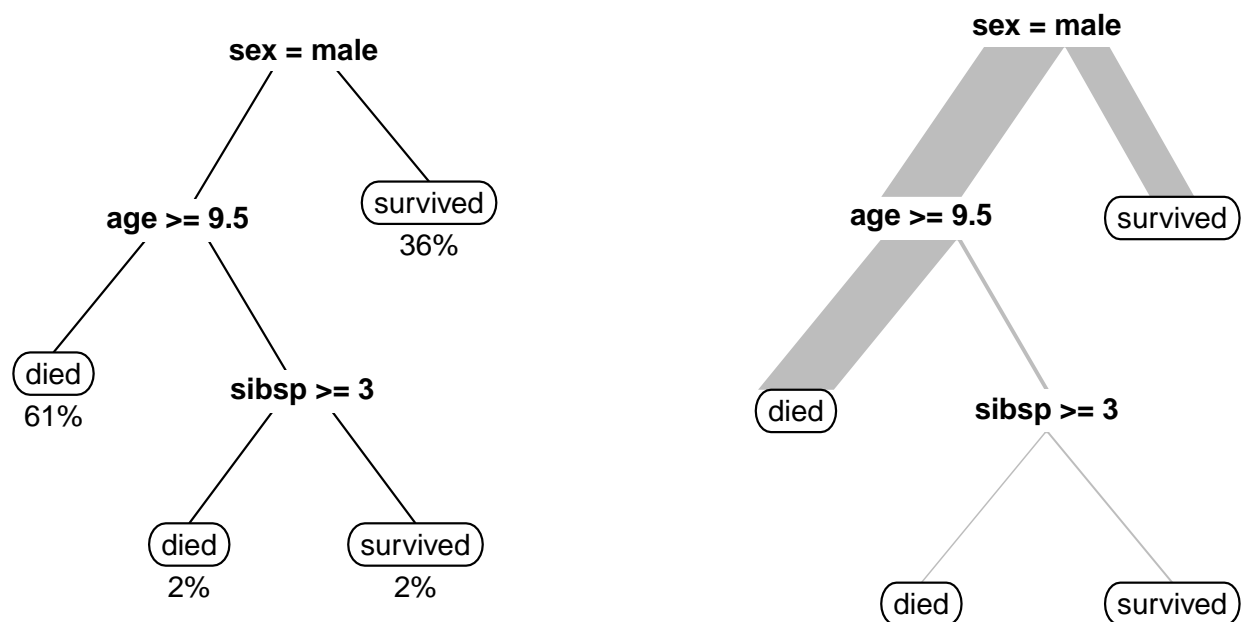 sex = male
age >= 9.5
survived
36%
died
61%
sibsp >= 3
died
2%
survived
2%
sex = male
age >= 9.5
survived
died
sibsp >= 3
died
survived